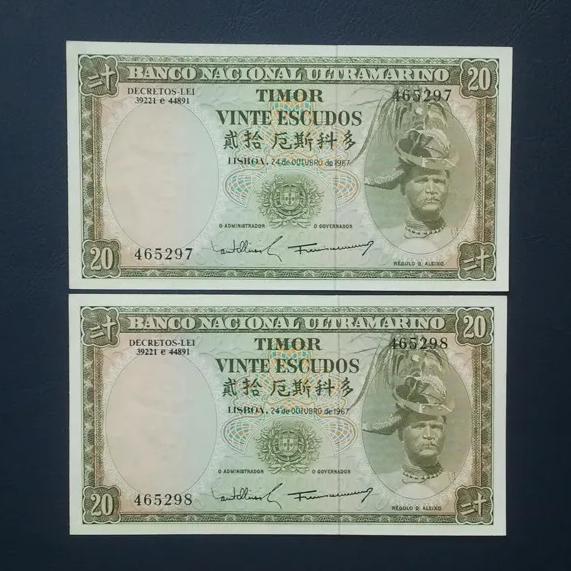 二十 BANCO NACIONAL ULTRAMARINO 20
DECRETOS-LEI
39221 e 44891
TIMOR
465297
VINTE ESCUDOS
貳拾 厄斯科多
LISBOA, 24 de OUTUBRO de 1967
O ADMINISTRADOR O GOVERNADOR
465297
RÉGULO D. ALEIXO
20 二十
二十 BANCO NACIONAL ULTRAMARINO 20
DECRETOS-LEI
39221 e 44891
TIMOR
465298
VINTE ESCUDOS
貳拾 厄斯科多
LISBOA, 24 de OUTUBRO de 1967
O ADMINISTRADOR O GOVERNADOR
465298
RÉGULO D. ALEIXO
20 二十